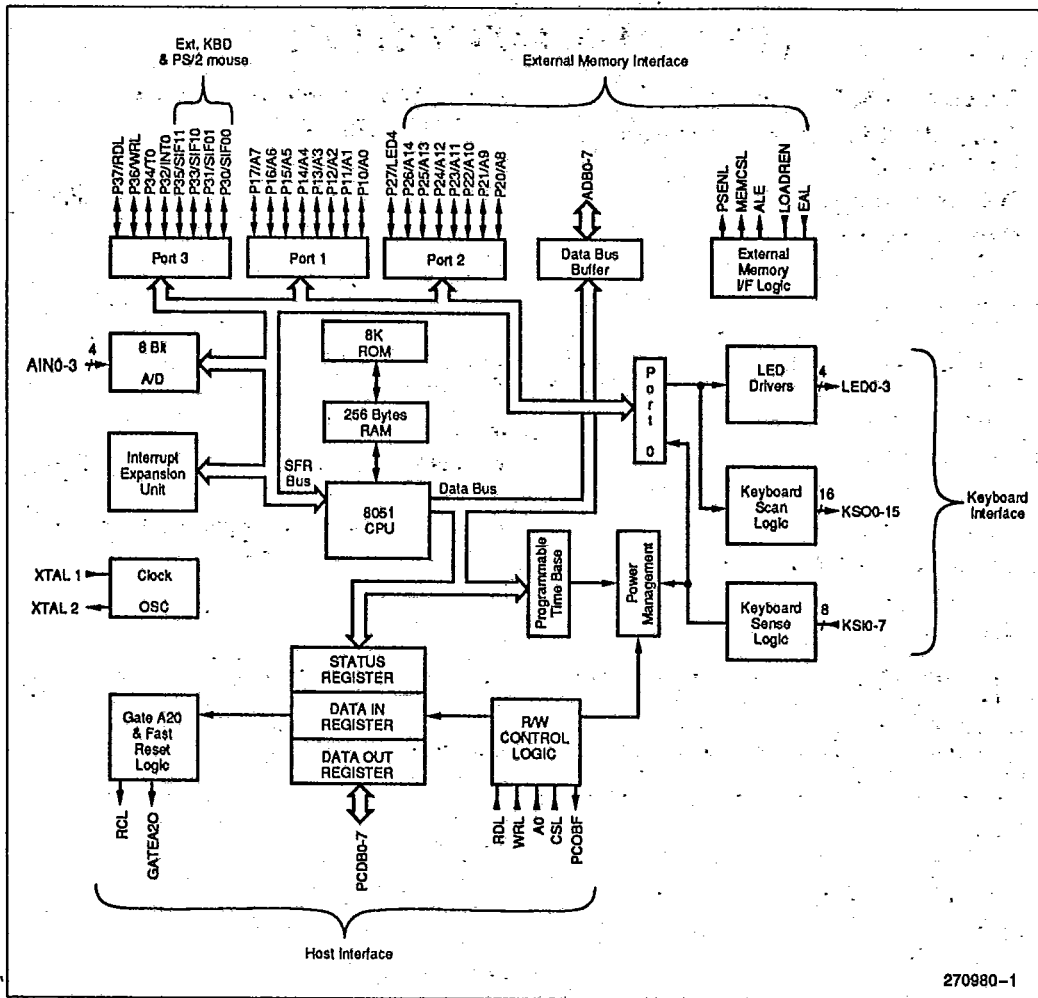 Ext. KBD
& PS/2 mouse
External Memory Interface
P37/RDL
P36/WRL
P34/T0
P32/INT0
P35/SIF11
P33/SIF10
P31/SIF01
P30/SIF00
P17/A7
P16/A6
P15/A5
P14/A4
P13/A3
P12/A2
P11/A1
P10/A0
P27/LED4
P26/A14
P25/A13
P24/A12
P23/A11
P22/A10
P21/A9
P20/A8
ADB0-7
PSENL
MEMCSL
ALE
LOADREN
EAL
Port 3
Port 1
Port 2
Data Bus
Buffer
External
Memory
I/F Logic
AIN0-3
4
8 Bit
A/D
8K
ROM
256 Bytes
RAM
Port 0
LED
Drivers
4
LED0-3
Interrupt
Expansion
Unit
SFR
Bus
8051
CPU
Data Bus
Keyboard
Scan
Logic
16
KSO0-15
Keyboard
Interface
XTAL 1
XTAL 2
Clock
OSC
Programmable
Time Base
Power
Management
Keyboard
Sense
Logic
8
KSI0-7
STATUS
REGISTER
DATA IN
REGISTER
DATA OUT
REGISTER
Gate A20
& Fast
Reset
Logic
R/W
CONTROL
LOGIC
RCL
GATEA20
PCDB0-7
RDL
WRL
A0
CSL
PCOBF
Host Interface
270980-1